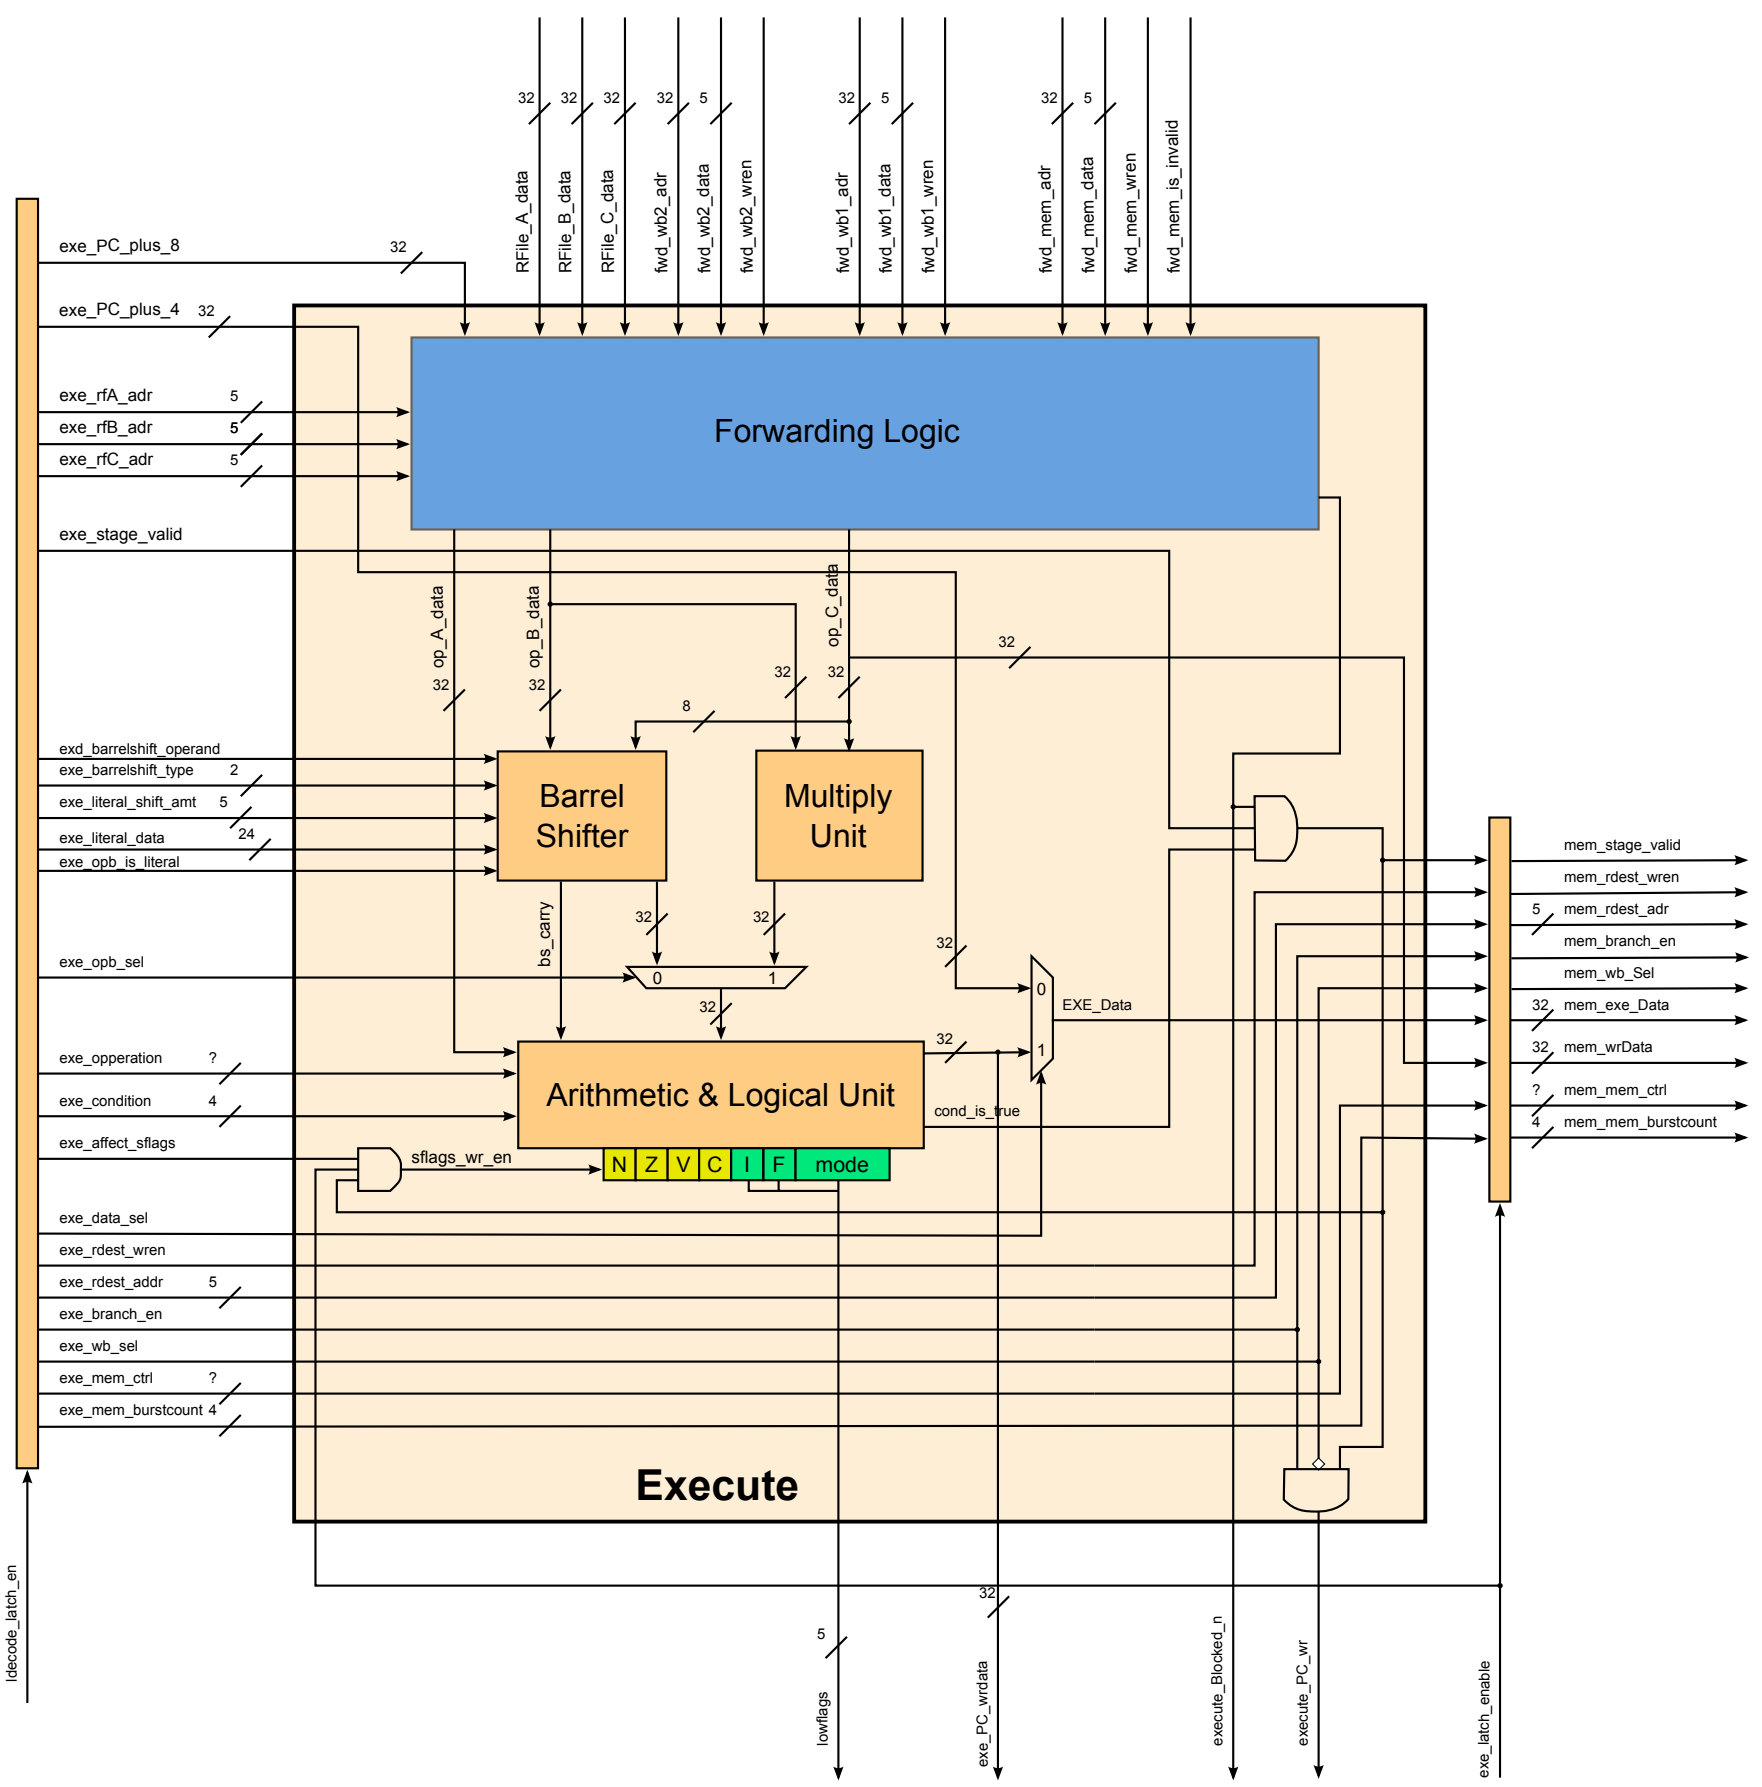 32 32 32 32 5 32 5 32 5
RFile_A_data
RFile_B_data
RFile_C_data
fwd_wb2_adr
fwd_wb2_data
fwd_wb2_wren
fwd_wb1_adr
fwd_wb1_data
fwd_wb1_wren
fwd_mem_adr
fwd_mem_data
fwd_mem_wren
fwd_mem_is_invalid
exe_PC_plus_8 32
exe_PC_plus_4 32
exe_rfA_adr 5
exe_rfB_adr 5
exe_rfC_adr 5
Forwarding Logic
exe_stage_valid
op_A_data
op_B_data
op_C_data
32
32 32 32 32
8
exd_barrelshift_operand
exe_barrelshift_type 2
exe_literal_shift_amt 5
exe_literal_data 24
exe_opb_is_literal
Barrel
Shifter
Multiply
Unit
bs_carry
32 32 32
exe_opb_sel
0 1
0
32
EXE_Data
1
32
exe_opperation ?
exe_condition 4
exe_affect_sflags
Arithmetic & Logical Unit
cond_is_true
sflags_wr_en
N Z V C I F mode
exe_data_sel
exe_rdest_wren
exe_rdest_addr 5
exe_branch_en
exe_wb_sel
exe_mem_ctrl ?
exe_mem_burstcount 4
mem_stage_valid
mem_rdest_wren
5 mem_rdest_adr
mem_branch_en
mem_wb_Sel
32 mem_exe_Data
32 mem_wrData
? mem_mem_ctrl
4 mem_mem_burstcount
Execute
Idecode_latch_en
5
lowflags
32
exe_PC_wrdata
execute_Blocked_n
execute_PC_wr
exe_latch_enable